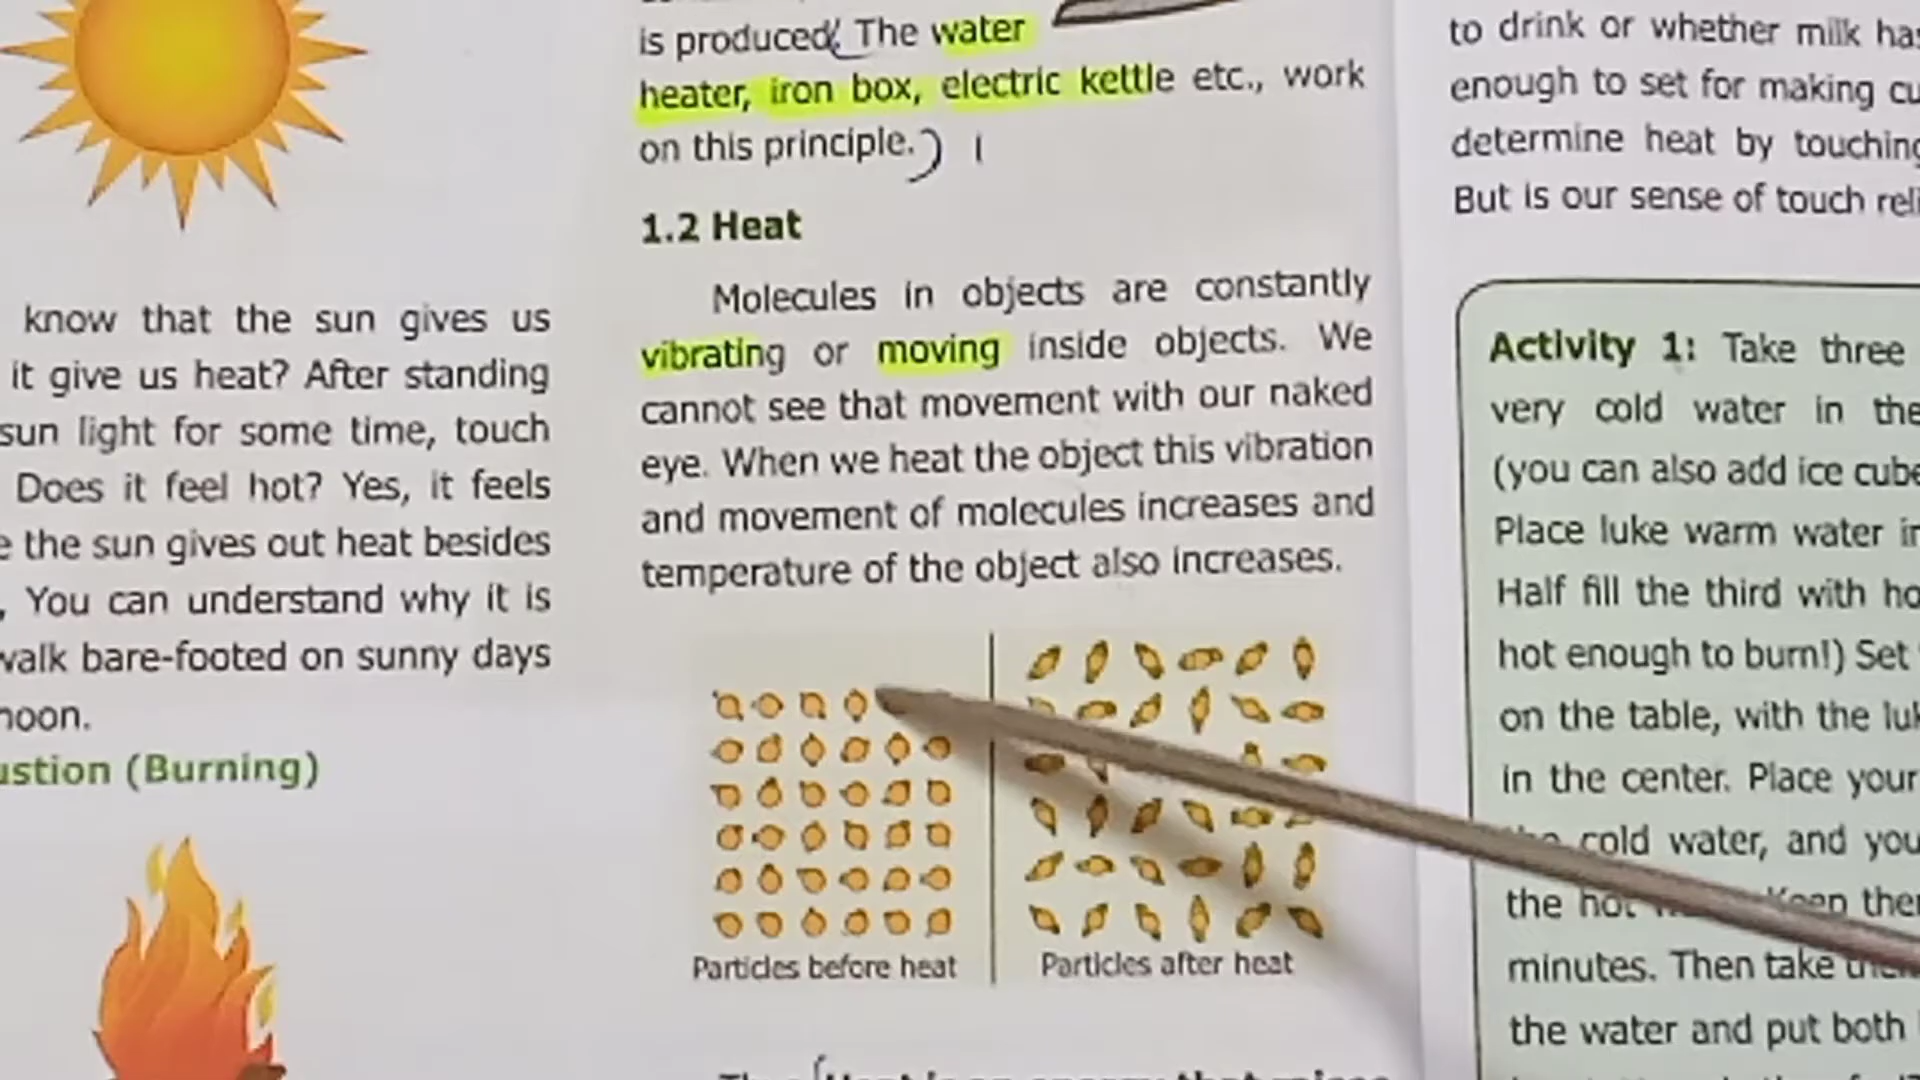 know that the sun gives us
it give us heat? After standing
sun light for some time, touch
Does it feel hot? Yes, it feels
the sun gives out heat besides
, You can understand why it is
walk bare-footed on sunny days
noon.
(Burning)
is produced. The water
heater, iron box, electric kettle etc., work
on this principle.)
1.2 Heat
Molecules in objects are constantly
vibrating or moving inside objects. We
cannot see that movement with our naked
eye. When we heat the object this vibration
and movement of molecules increases and
temperature of the object also increases.
Particles before heat
Particles after heat
to drink or whether milk
enough to set for making
determine heat by touching
But is our sense of touch
Activity 1: Take three
very cold water in the
(you can also add ice
Place luke warm water
Half fill the third with
hot enough to burn!) Set
on the table, with the
in the center. Place your
cold water, and
the hot
minutes. Then take
the water and put both